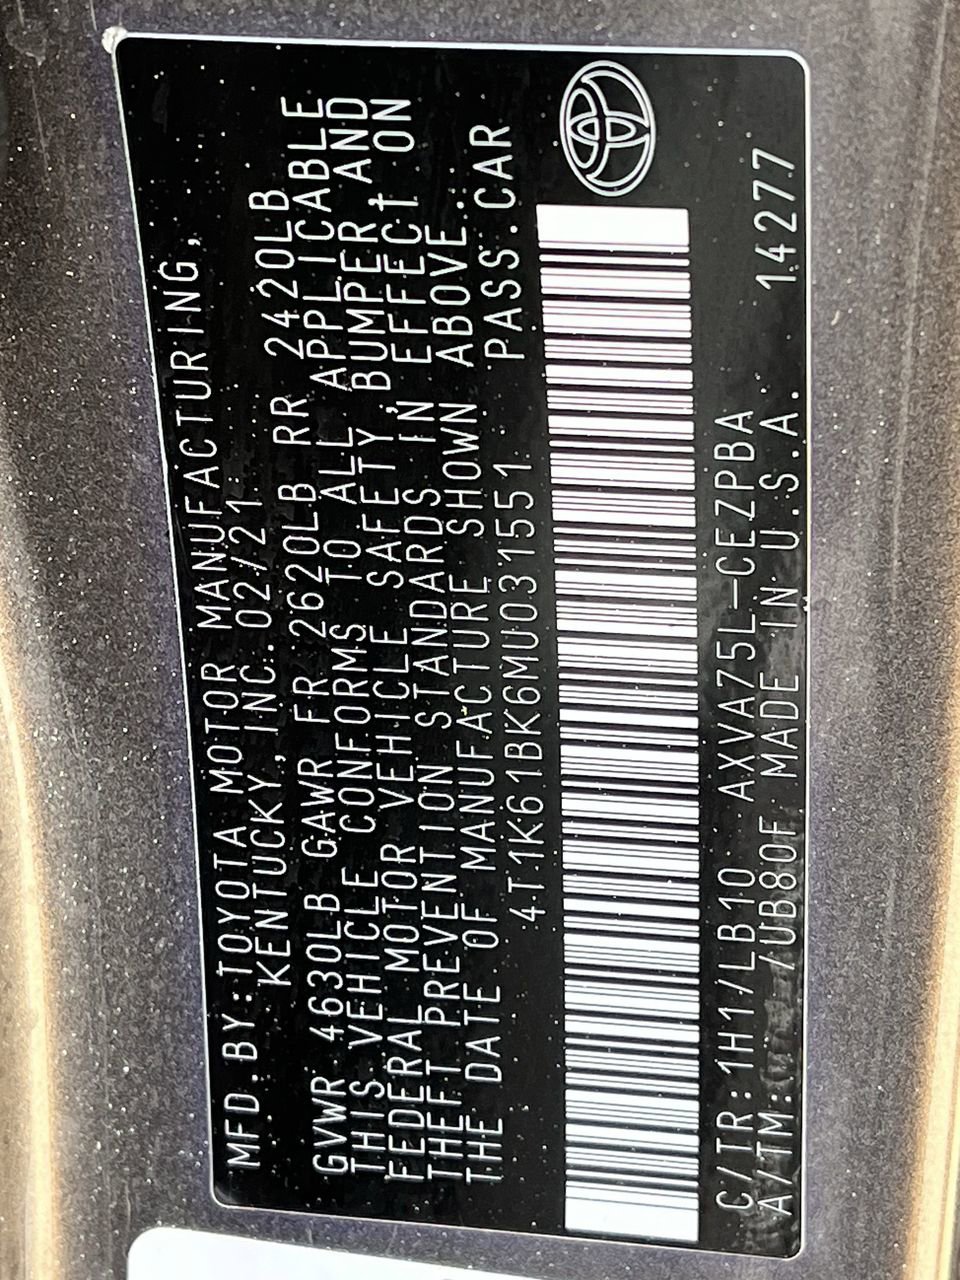 MFD.BY:TOYOTA MOTOR MANUFACTURING,
KENTUCKY, INC. 02/21
GVWR 4630LB GAWR FR 2620LB RR 2420LB
THIS VEHICLE CONFORMS TO ALL APPLICABLE
FEDERAL MOTOR VEHICLE SAFETY,BUMPER,AND
THEFT PREVENTION STANDARDS IN EFFECT ON
THE DATE OF MANUFACTURE SHOWN ABOVE.
4T1K61BK6MU031551 PASS.CAR
C/TR:1H1/LB10 AXVA75L-CEZPBA 14277
A/TM: /UB80F MADE IN U.S.A.